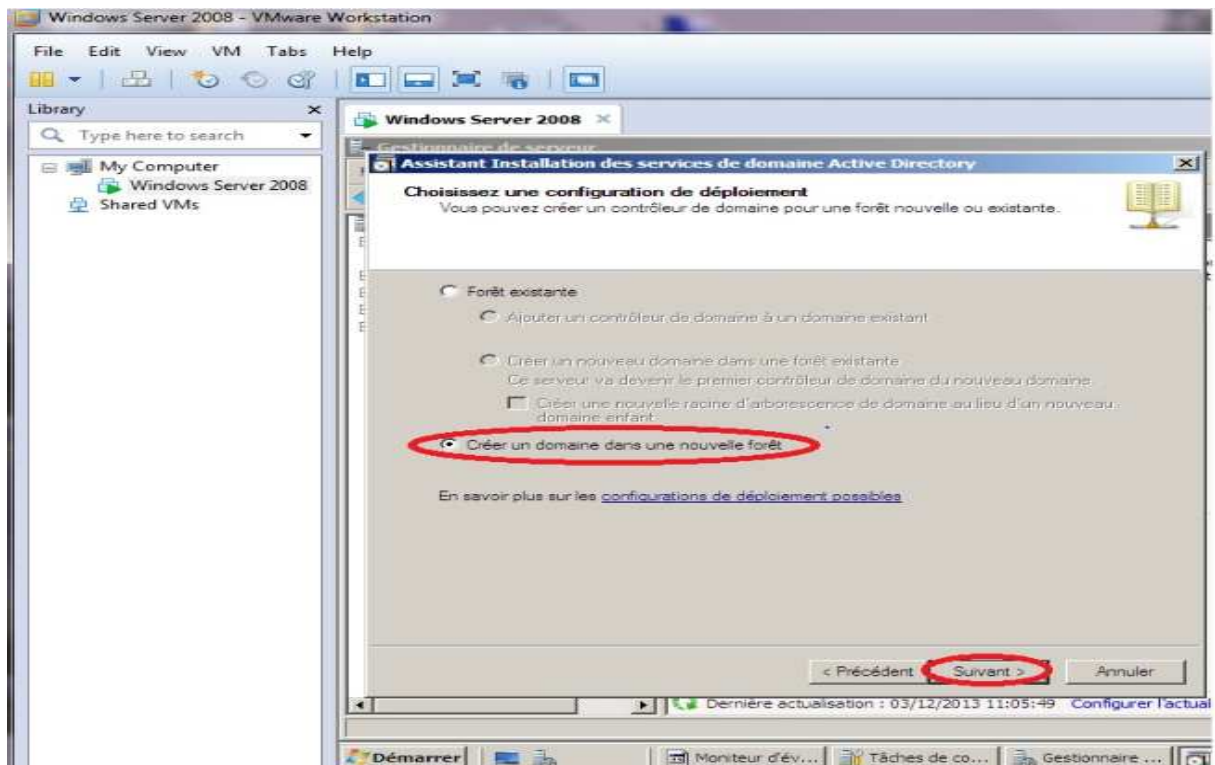 Windows Server 2008 - VMware Workstation
File Edit View VM Tabs Help
Library
Type here to search
My Computer
Windows Server 2008
Shared VMs
Windows Server 2008
Gestionnaire de serveur
Assistant Installation des services de domaine Active Directory
Choisissez une configuration de déploiement
Vous pouvez créer un contrôleur de domaine pour une forêt nouvelle ou existante.
Forêt existante
Ajouter un contrôleur de domaine à un domaine existant
Créer un nouveau domaine dans une forêt existante
Ce serveur va devenir le premier contrôleur de domaine du nouveau domaine.
Créer une nouvelle racine d'arborescence de domaine au lieu d'un nouveau
domaine enfant.
Créer un domaine dans une nouvelle forêt
En savoir plus sur les configurations de déploiement possibles
< Précédent Suivant > Annuler
Dernière actualisation : 03/12/2013 11:05:49 Configurer l'actual
Démarrer Moniteur d'év... Tâches de co... Gestionnaire ...